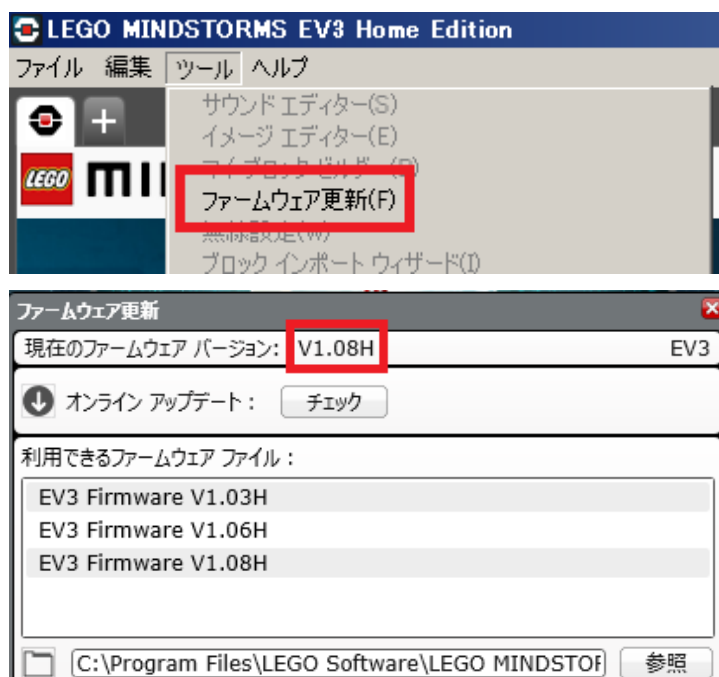 LEGO MINDSTORMS EV3 Home Edition
ファイル 編集 ツール ヘルプ
サウンド エディター(S)
イメージ エディター(E)
+
LEGO
ファームウェア更新(F)
ブロック インポート ウィザード(I)
ファームウェア更新
現在のファームウェア バージョン: V1.08H EV3
オンライン アップデート : チェック
利用できるファームウェア ファイル :
EV3 Firmware V1.03H
EV3 Firmware V1.06H
EV3 Firmware V1.08H
C:\Program Files\LEGO Software\LEGO MINDSTOR 参照